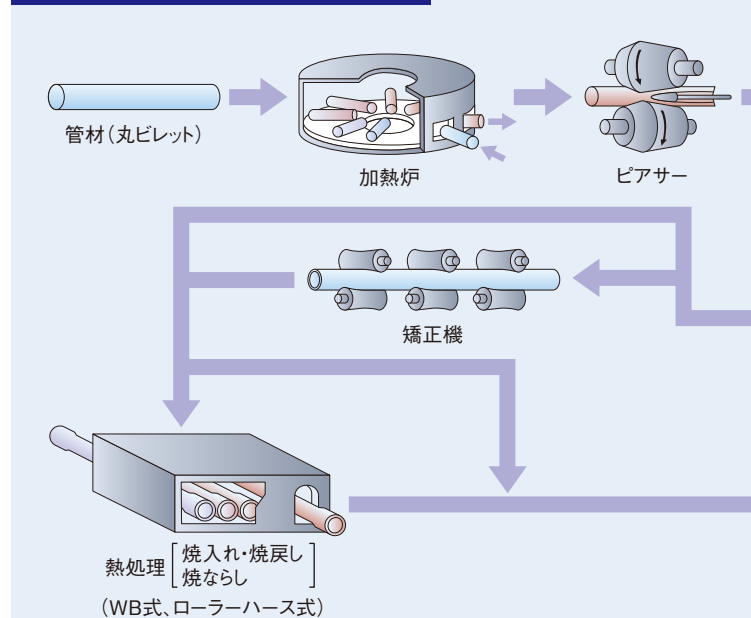 管材(丸ビレット)
加熱炉
ピアサー
矯正機
熱処理[焼入れ・焼戻し
焼ならし]
(WB式、ローラーハース式)